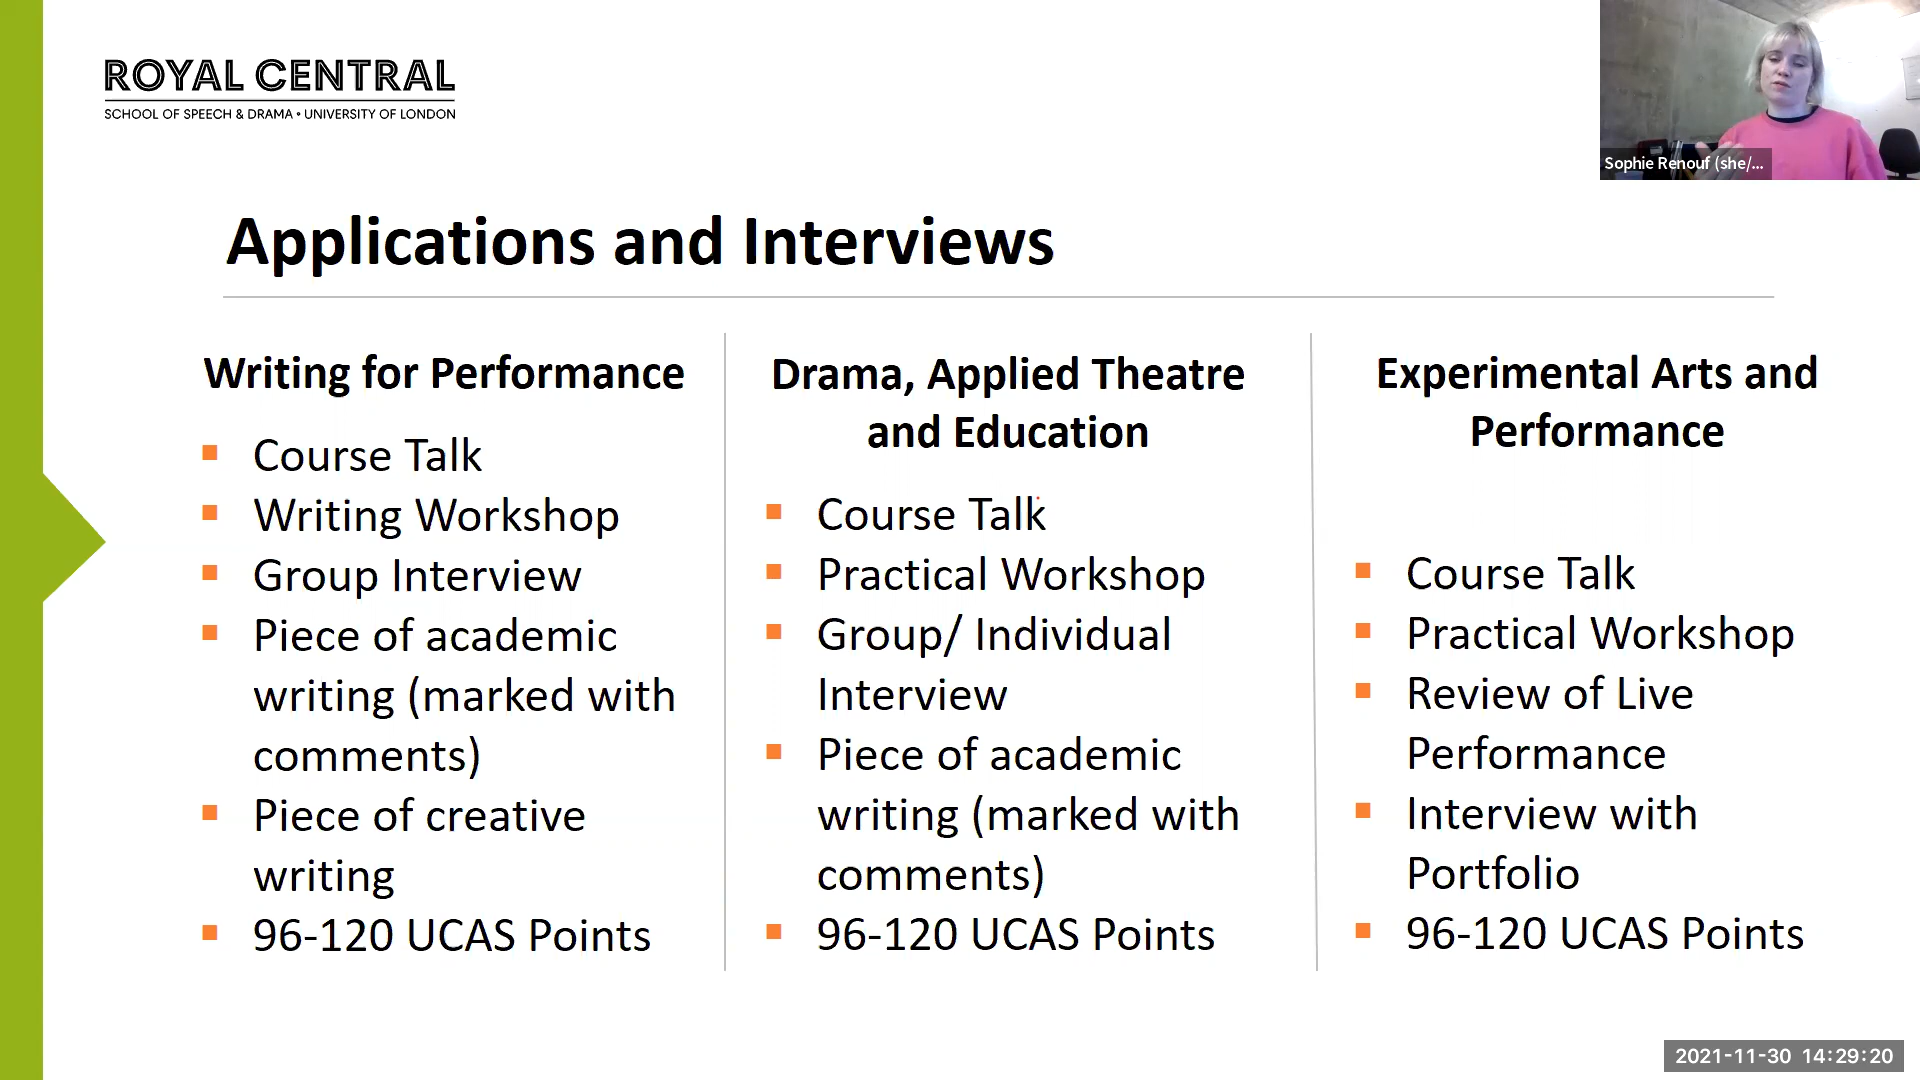 ROYAL CENTRAL
SCHOOL OF SPEECH & DRAMA • UNIVERSITY OF LONDON
Sophie Renouf (she/...
Applications and Interviews
Writing for Performance
Course Talk
Writing Workshop
Group Interview
Piece of academic
writing (marked with
comments)
Piece of creative
writing
96-120 UCAS Points
Drama, Applied Theatre
and Education
Course Talk
Practical Workshop
Group/ Individual
Interview
Piece of academic
writing (marked with
comments)
96-120 UCAS Points
Experimental Arts and
Performance
Course Talk
Practical Workshop
Review of Live
Performance
Interview with
Portfolio
96-120 UCAS Points
2021-11-30 14:29:20